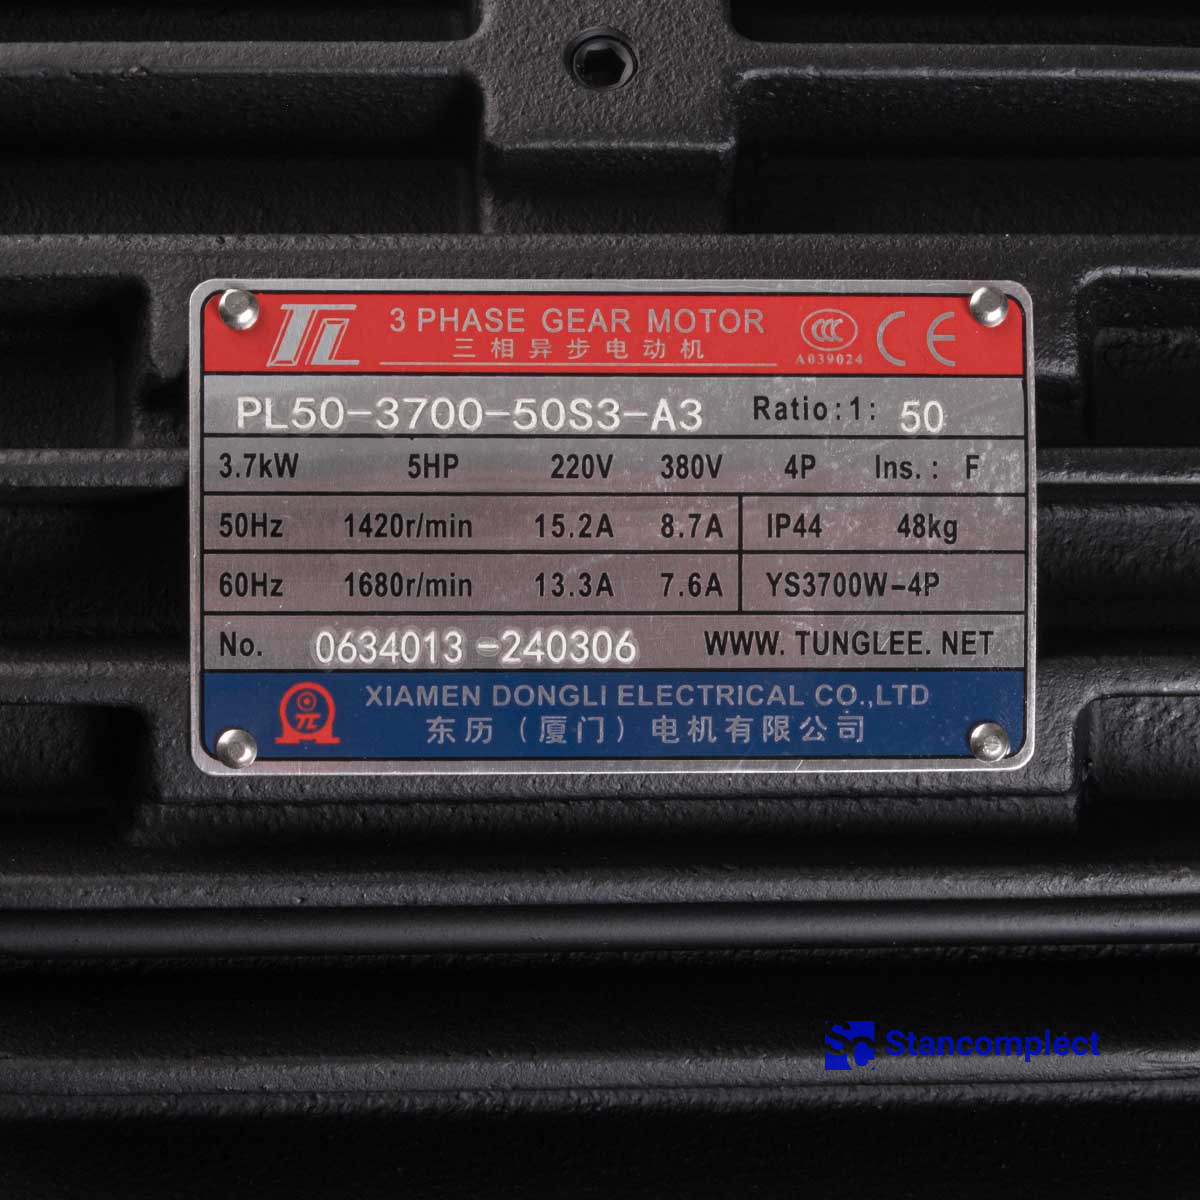 TL 3 PHASE GEAR MOTOR CCC CE
三相异步电动机 A039024
PL50-3700-50S3-A3 Ratio:1: 50
3.7kW 5HP 220V 380V 4P Ins.: F
50Hz 1420r/min 15.2A 8.7A IP44 48kg
60Hz 1680r/min 13.3A 7.6A YS3700W-4P
No. 0634013-240306 WWW.TUNGLEE.NET
XIAMEN DONGLI ELECTRICAL CO.,LTD
东历（厦门）电机有限公司
SC Stancomplect